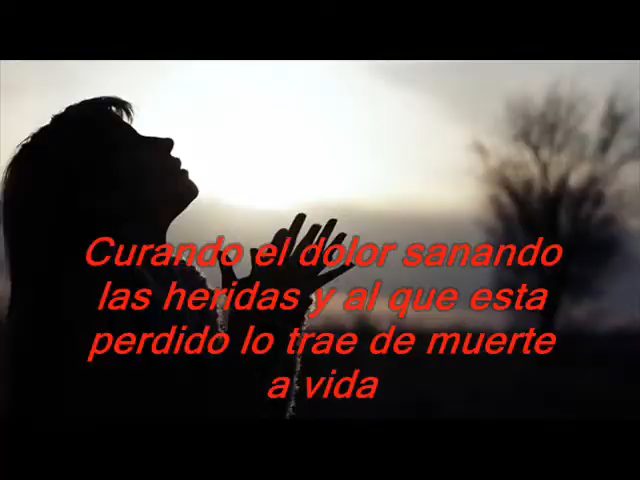 Curando el dolor sanando
las heridas y al que esta
perdido lo trae de muerte
a vida